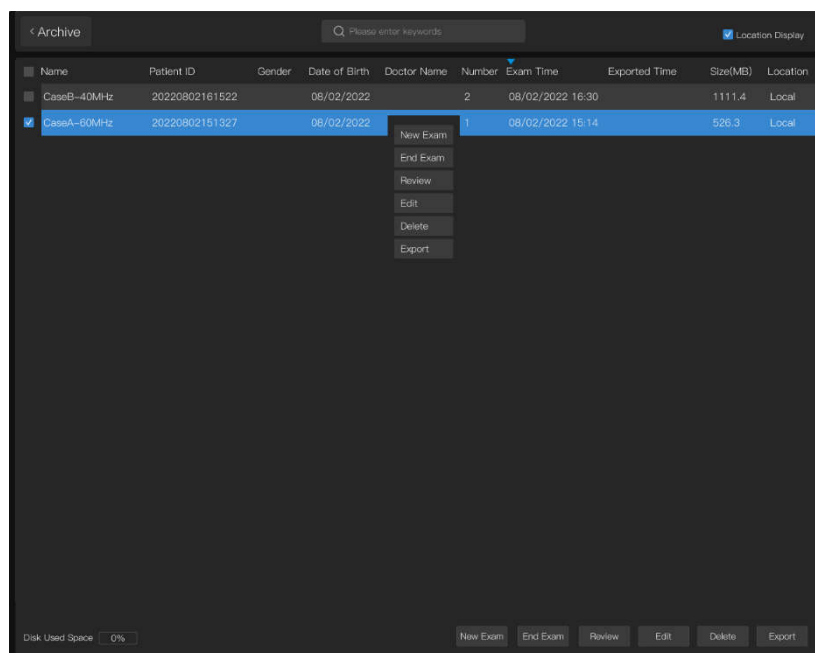 < Archive
Please enter keywords
Location Display
Name Patient ID Gender Date of Birth Doctor Name Number Exam Time Exported Time Size(MB) Location
CaseB-40MHz 20220802161522 08/02/2022 2 08/02/2022 16:30 1111.4 Local
CaseA-60MHz 20220802151327 08/02/2022 1 08/02/2022 15:14 526.3 Local
New Exam
End Exam
Review
Edit
Delete
Export
Disk Used Space 0% New Exam End Exam Review Edit Delete Export